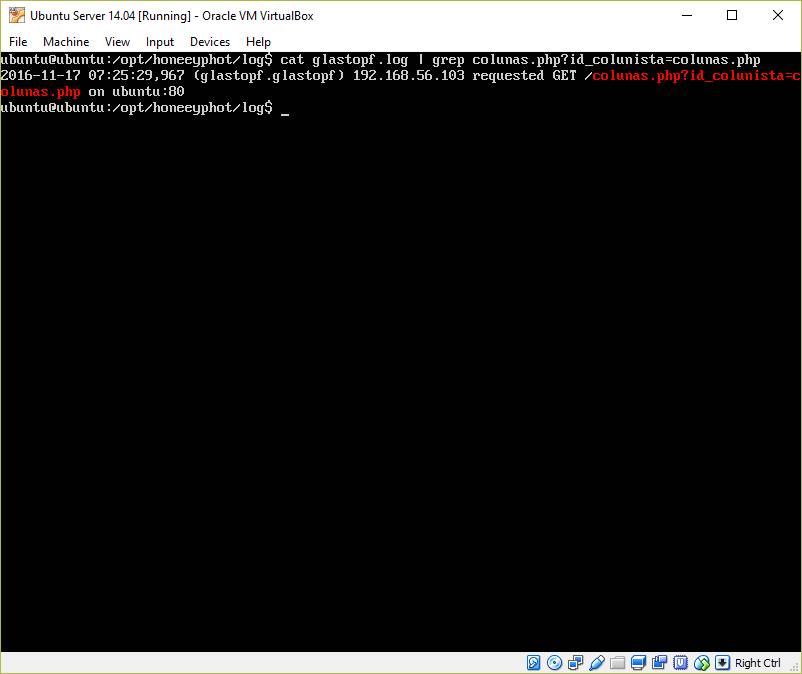 Ubuntu Server 14.04 [Running] - Oracle VM VirtualBox
File Machine View Input Devices Help
ubuntu@ubuntu:/opt/honeeyphot/log$ cat glastopf.log | grep colunas.php?id_colunista=colunas.php
2016-11-17 07:25:29,967 (glastopf.glastopf) 192.168.56.103 requested GET /colunas.php?id_colunista=c
olunas.php on ubuntu:80
ubuntu@ubuntu:/opt/honeeyphot/log$ _
Right Ctrl